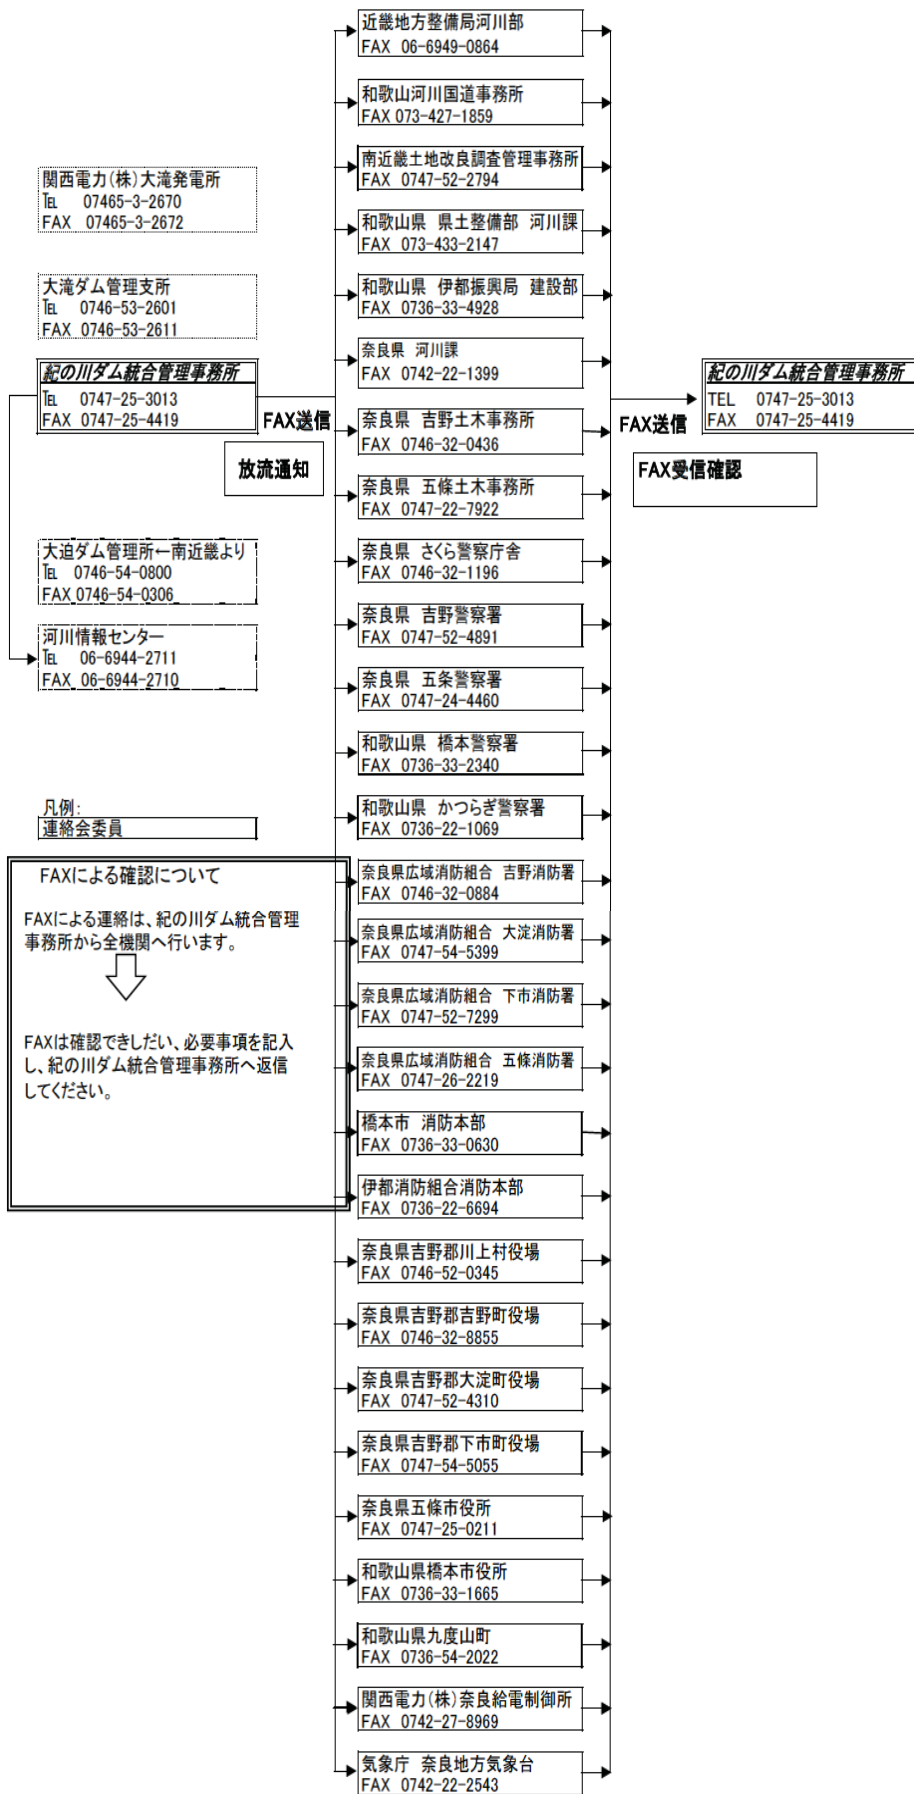 関西電力(株)大滝発電所
℡ 07465-3-2670
FAX 07465-3-2672
大滝ダム管理支所
℡ 0746-53-2601
FAX 0746-53-2611
紀の川ダム統合管理事務所
℡ 0747-25-3013
FAX 0747-25-4419
FAX送信
放流通知
大迫ダム管理所←南近畿より
℡ 0746-54-0800
FAX 0746-54-0306
河川情報センター
℡ 06-6944-2711
FAX 06-6944-2710
凡例:
連絡会委員
FAXによる確認について
FAXによる連絡は、紀の川ダム統合管理
事務所から全機関へ行います。
FAXは確認できしだい、必要事項を記入
し、紀の川ダム統合管理事務所へ返信
してください。
近畿地方整備局河川部
FAX 06-6949-0864
和歌山河川国道事務所
FAX 073-427-1859
南近畿土地改良調査管理事務所
FAX 0747-52-2794
和歌山県 県土整備部 河川課
FAX 073-433-2147
和歌山県 伊都振興局 建設部
FAX 0736-33-4928
奈良県 河川課
FAX 0742-22-1399
奈良県 吉野土木事務所
FAX 0746-32-0436
奈良県 五條土木事務所
FAX 0747-22-7922
奈良県 さくら警察庁舎
FAX 0746-32-1196
奈良県 吉野警察署
FAX 0747-52-4891
奈良県 五条警察署
FAX 0747-24-4460
和歌山県 橋本警察署
FAX 0736-33-2340
和歌山県 かつらぎ警察署
FAX 0736-22-1069
奈良県広域消防組合 吉野消防署
FAX 0746-32-0884
奈良県広域消防組合 大淀消防署
FAX 0747-54-5399
奈良県広域消防組合 下市消防署
FAX 0747-52-7299
奈良県広域消防組合 五條消防署
FAX 0747-26-2219
橋本市 消防本部
FAX 0736-33-0630
伊都消防組合消防本部
FAX 0736-22-6694
奈良県吉野郡川上村役場
FAX 0746-52-0345
奈良県吉野郡吉野町役場
FAX 0746-32-8855
奈良県吉野郡大淀町役場
FAX 0747-52-4310
奈良県吉野郡下市町役場
FAX 0747-54-5055
奈良県五條市役所
FAX 0747-25-0211
和歌山県橋本市役所
FAX 0736-33-1665
和歌山県九度山町
FAX 0736-54-2022
関西電力(株)奈良給電制御所
FAX 0742-27-8969
気象庁 奈良地方気象台
FAX 0742-22-2543
FAX送信
紀の川ダム統合管理事務所
TEL 0747-25-3013
FAX 0747-25-4419
FAX受信確認